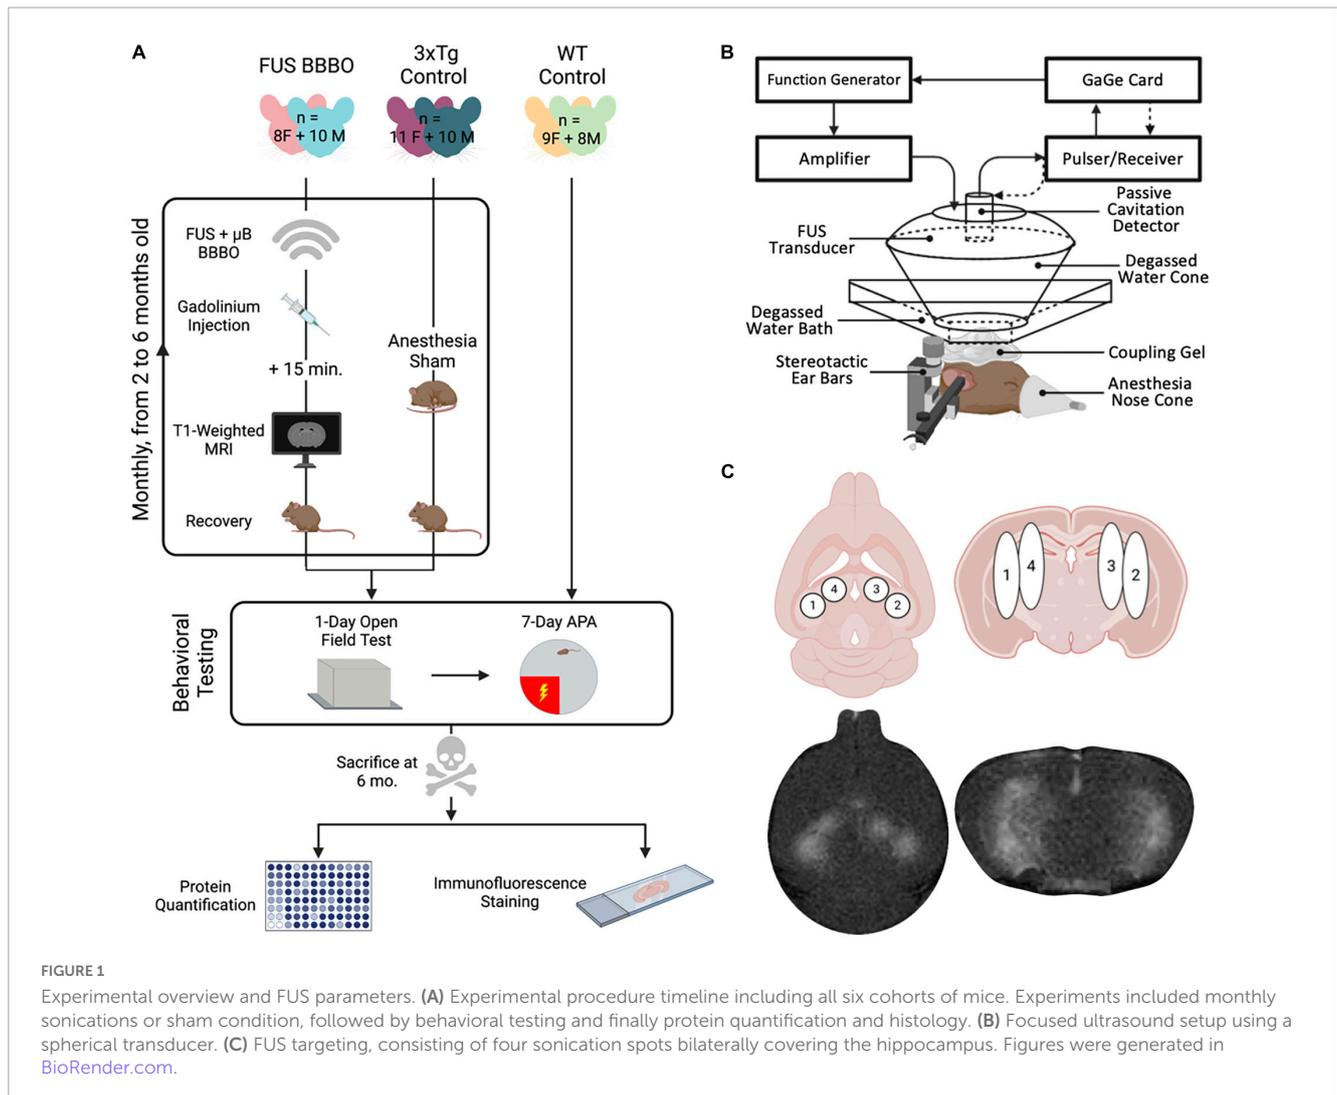 A
FUS BBBO
n =
8F + 10 M
3xTg
Control
n =
11 F + 10 M
WT
Control
n =
9F + 8M
Monthly, from 2 to 6 months old
FUS + µB
BBBO
Gadolinium
Injection
+ 15 min.
T1-Weighted
MRI
Recovery
Anesthesia
Sham
Behavioral
Testing
1-Day Open
Field Test
7-Day APA
Sacrifice at
6 mo.
Protein
Quantification
Immunofluorescence
Staining
B
Function Generator
GaGe Card
Amplifier
Pulser/Receiver
Passive
Cavitation
Detector
FUS
Transducer
Degassed
Water Cone
Degassed
Water Bath
Stereotactic
Ear Bars
Coupling Gel
Anesthesia
Nose Cone
C
4
3
1
2
1
4
3
2
FIGURE 1
Experimental overview and FUS parameters. (A) Experimental procedure timeline including all six cohorts of mice. Experiments included monthly
sonications or sham condition, followed by behavioral testing and finally protein quantification and histology. (B) Focused ultrasound setup using a
spherical transducer. (C) FUS targeting, consisting of four sonication spots bilaterally covering the hippocampus. Figures were generated in
BioRender.com.